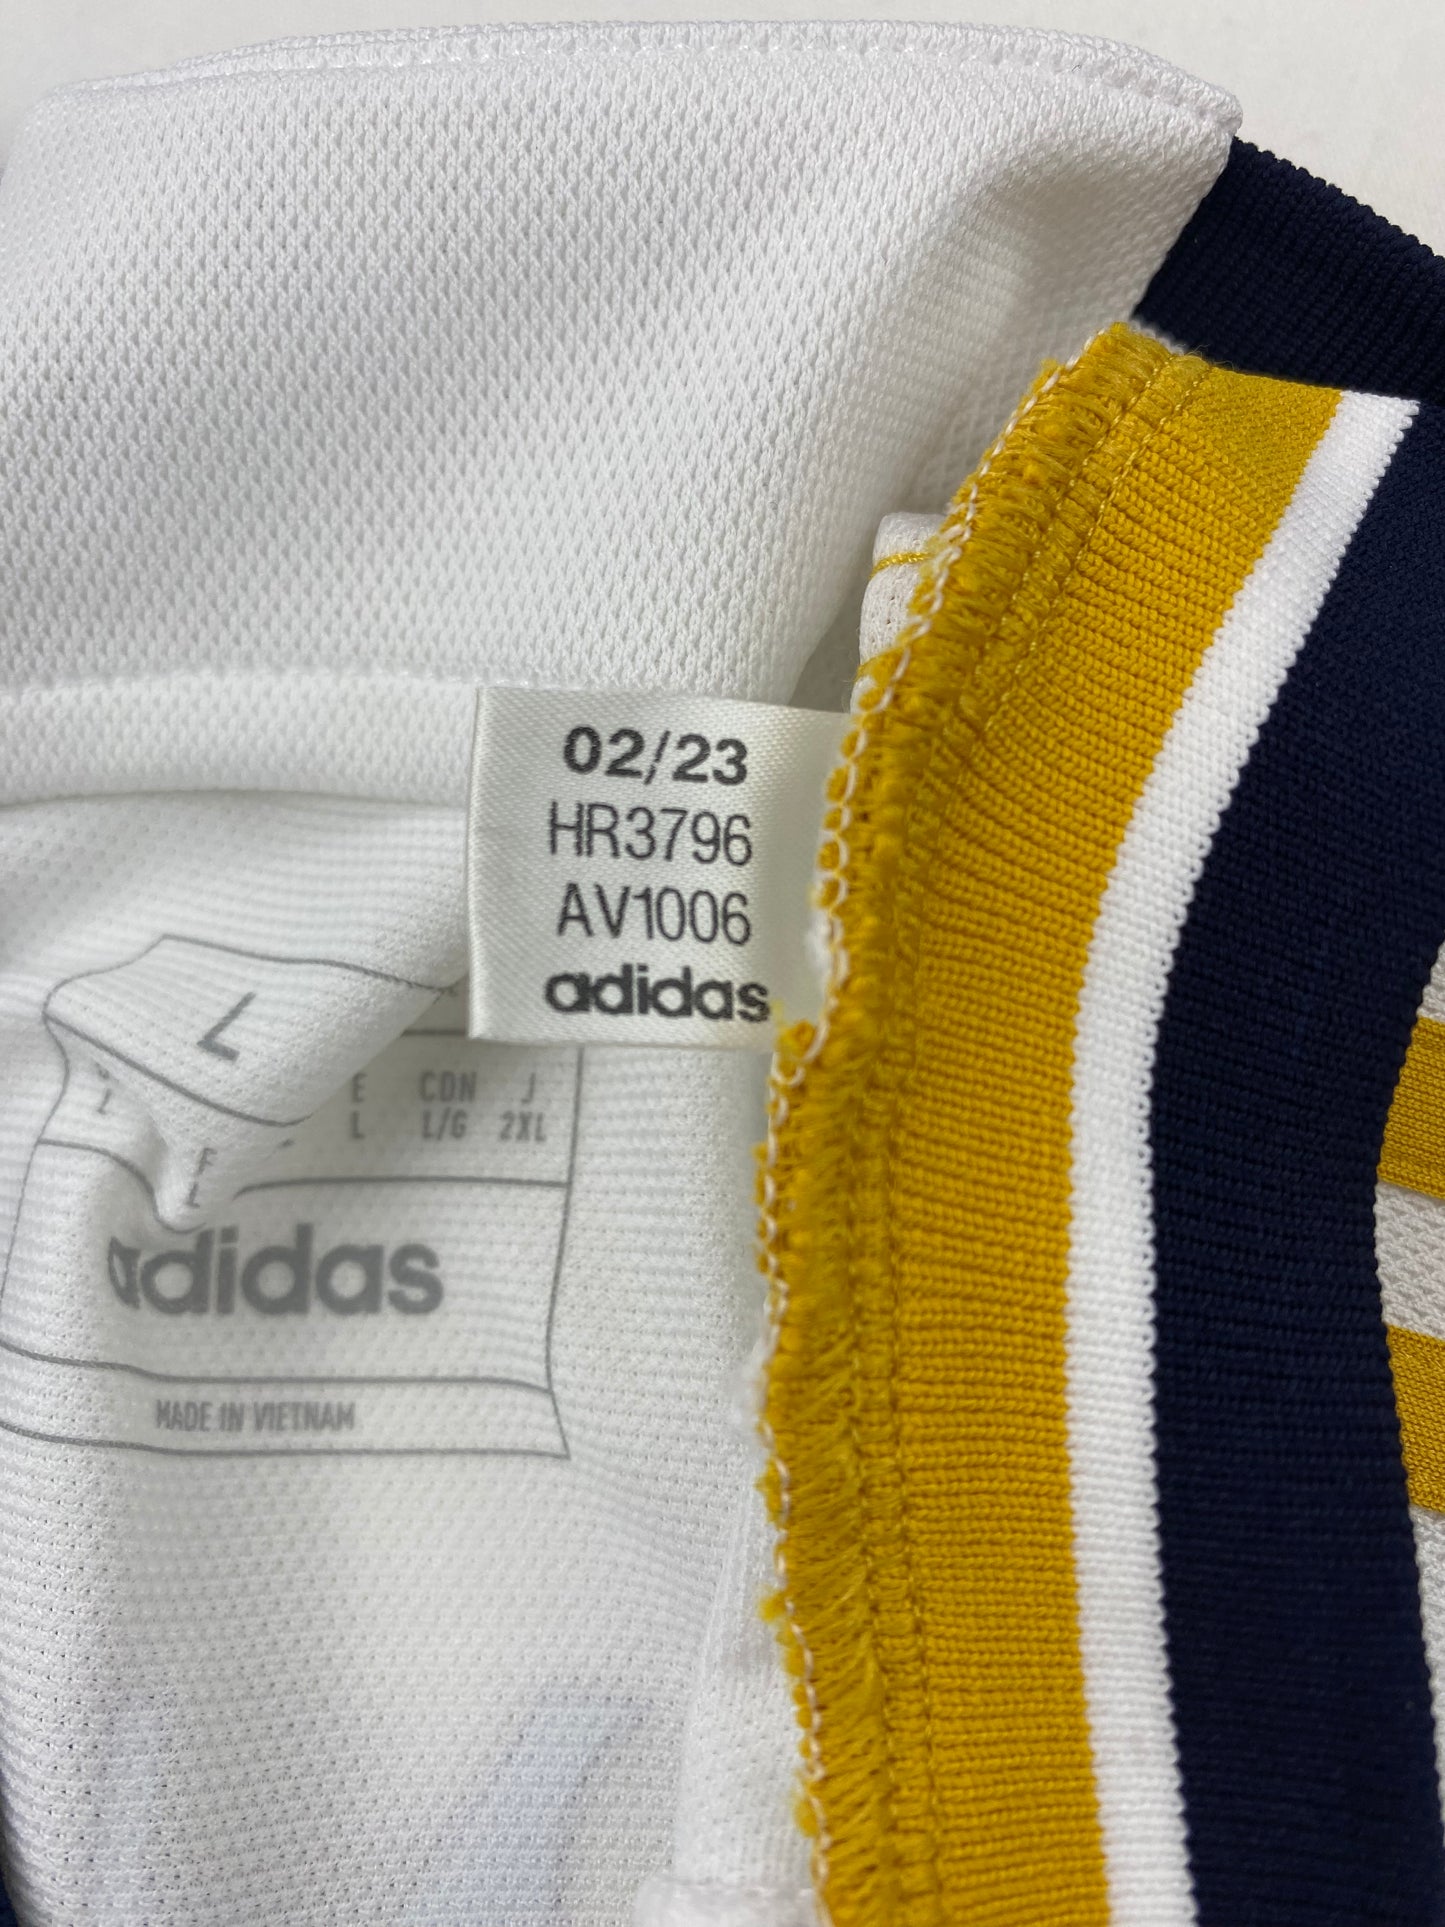 02/23
HR3796
AV1006
adidas
L
E CDN J
L L/G 2XL
F
L
adidas
MADE IN VIETNAM